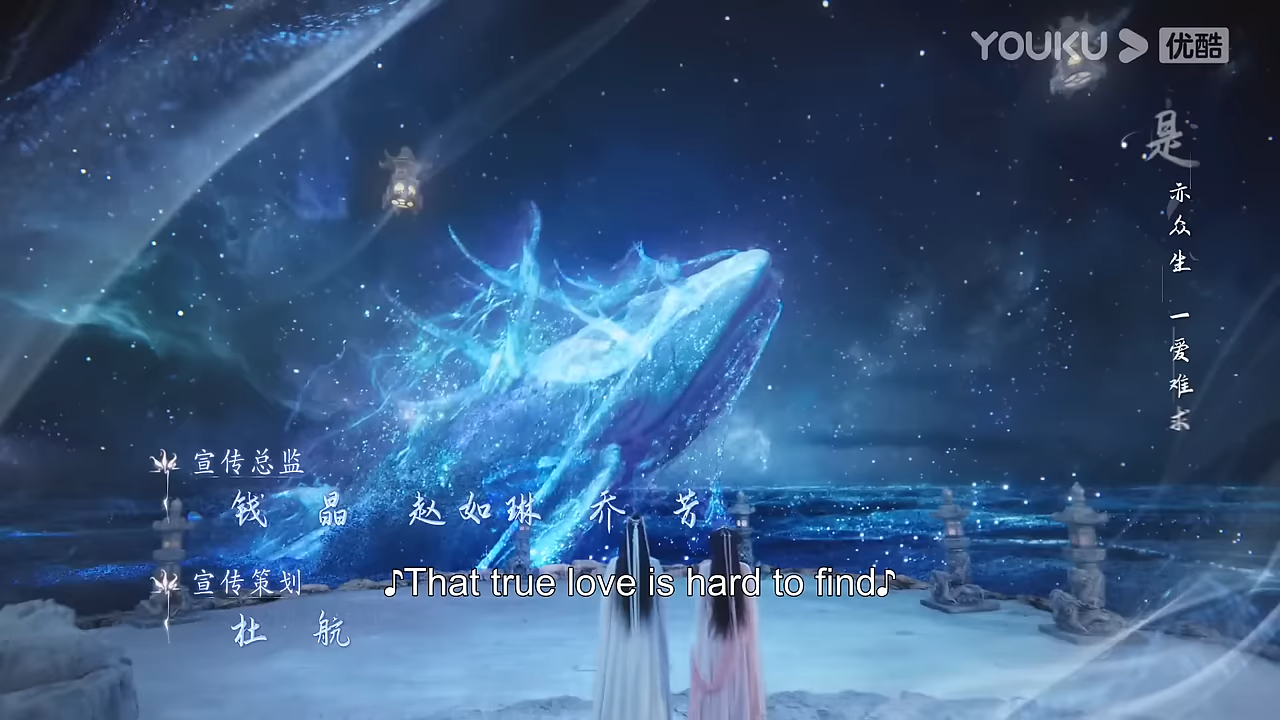 YOUKU 优酷
是
亦众生 一爱难求
宣传总监
钱晶 赵如琳 乔芳
宣传策划
杜航
♪That true love is hard to find♪